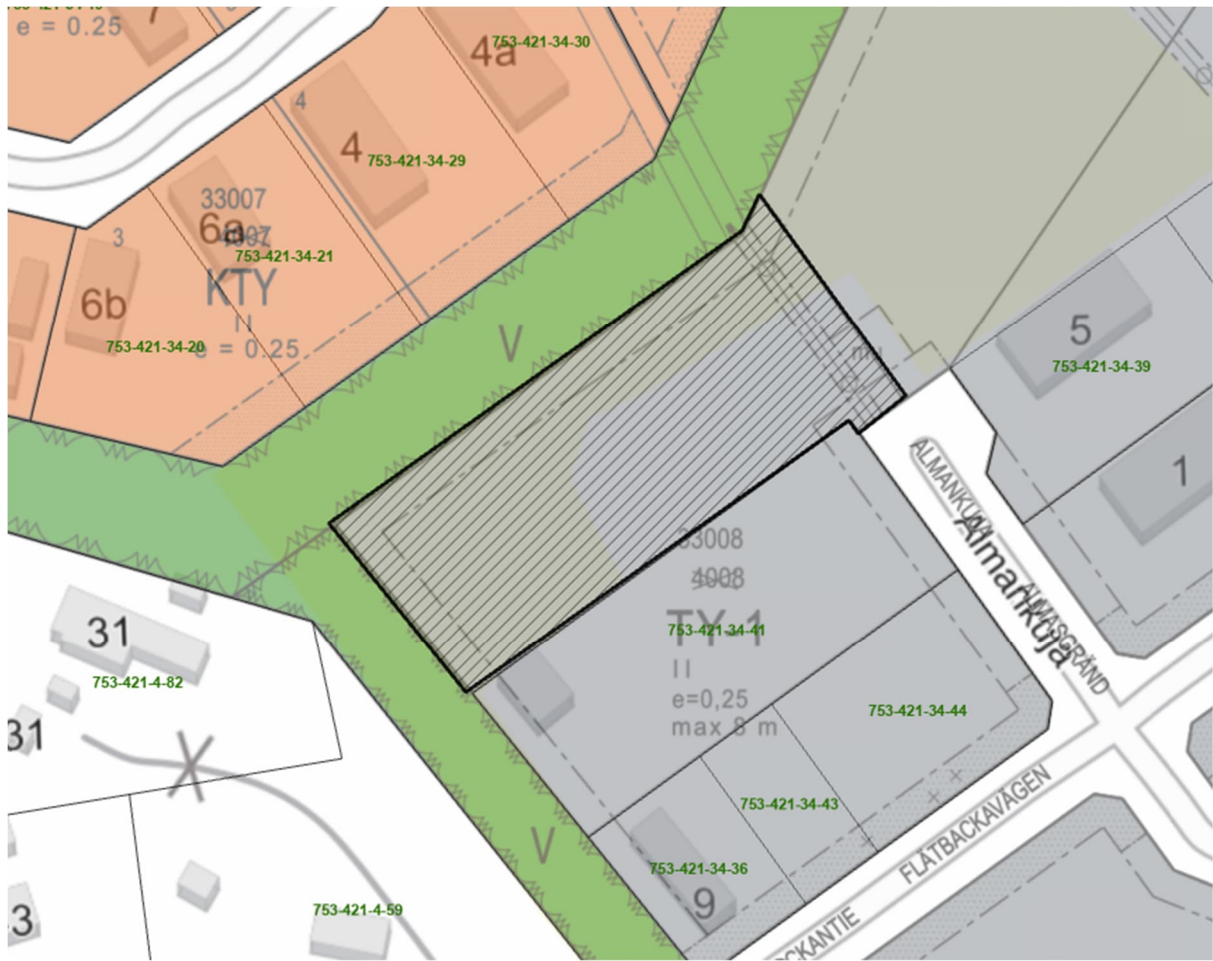 7
e = 0.25
4a
753-421-34-30
4
4
753-421-34-29
33007
6a
4007
753-421-34-21
3
KTY
II
6b
753-421-34-20
e = 0.25
V
5
753-421-34-39
mu
1
ALMANKUJA
Almankuja
ALMASGRÄND
33008
4008
TY-1
753-421-34-41
II
e=0,25
max 8 m
31
753-421-4-82
31
753-421-34-44
753-421-34-43
FLATBACKAVÄGEN
V
753-421-34-36
9
3
753-421-4-59
OCKANTIE